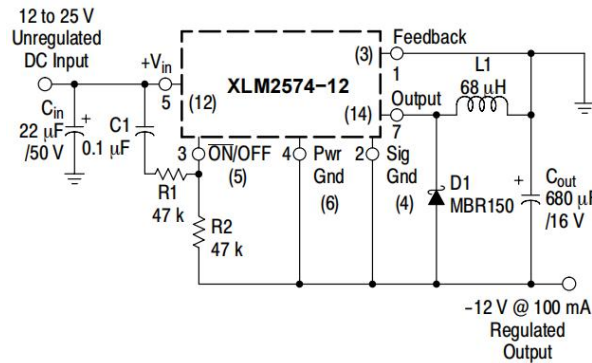 12 to 25 V
Unregulated
DC Input
+Vin
5
(12)
XLM2574−12
(3)
Feedback
1
(14)
Output
7
L1
68 μH
Cin
22 μF
/50 V
+
C1
0.1
μF
3
ON/OFF
(5)
4
Pwr
Gnd
(6)
2
Sig
Gnd
(4)
R1
47 k
R2
47 k
D1
MBR150
+
Cout
680 μF
/16 V
−12 V @ 100 mA
Regulated
Output